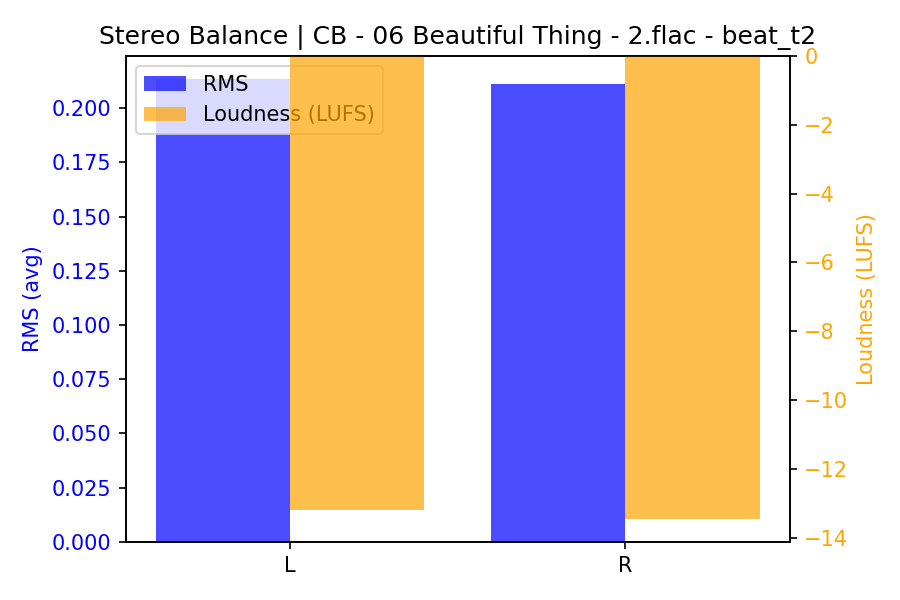 Stereo Balance | CB - 06 Beautiful Thing - 2.flac - beat_t2
RMS
Loudness (LUFS)
RMS (avg)
0.200
0.175
0.150
0.125
0.100
0.075
0.050
0.025
0.000
L
R
0
−2
−4
−6
−8
−10
−12
−14
Loudness (LUFS)